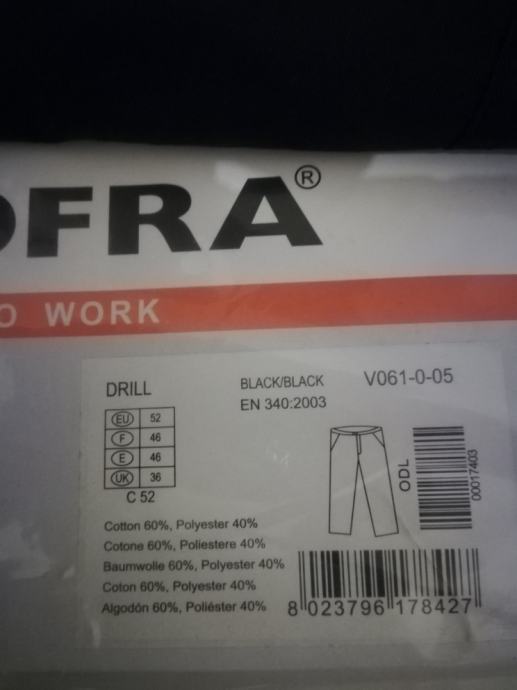 OFRA®
O WORK
DRILL
BLACK/BLACK
V061-0-05
EN 340:2003
EU 52
F 46
E 46
UK 36
C 52
ODL
00017403
Cotton 60%, Polyester 40%
Cotone 60%, Poliestere 40%
Baumwolle 60%, Polyester 40%
Coton 60%, Polyester 40%
Algodón 60%, Poliéster 40%
8 023796 178427